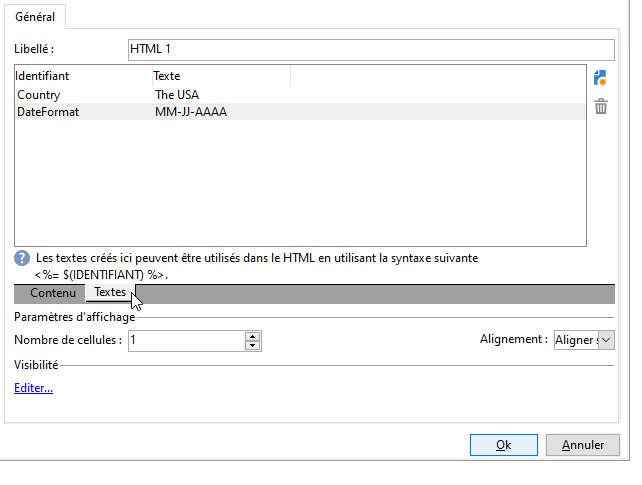 Général
Libellé : HTML 1
Identifiant Texte
Country The USA
DateFormat MM-JJ-AAAA
? Les textes créés ici peuvent être utilisés dans le HTML en utilisant la syntaxe suivante
<%= $(IDENTIFIANT) %>.
Contenu Textes
Paramètres d'affichage
Nombre de cellules : 1 Alignement : Aligner
Visibilité
Editer...
Ok Annuler